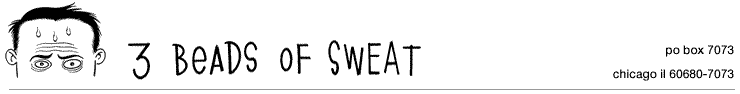 3 BeADS oF SWEAT
po box 7073
chicago il 60680-7073